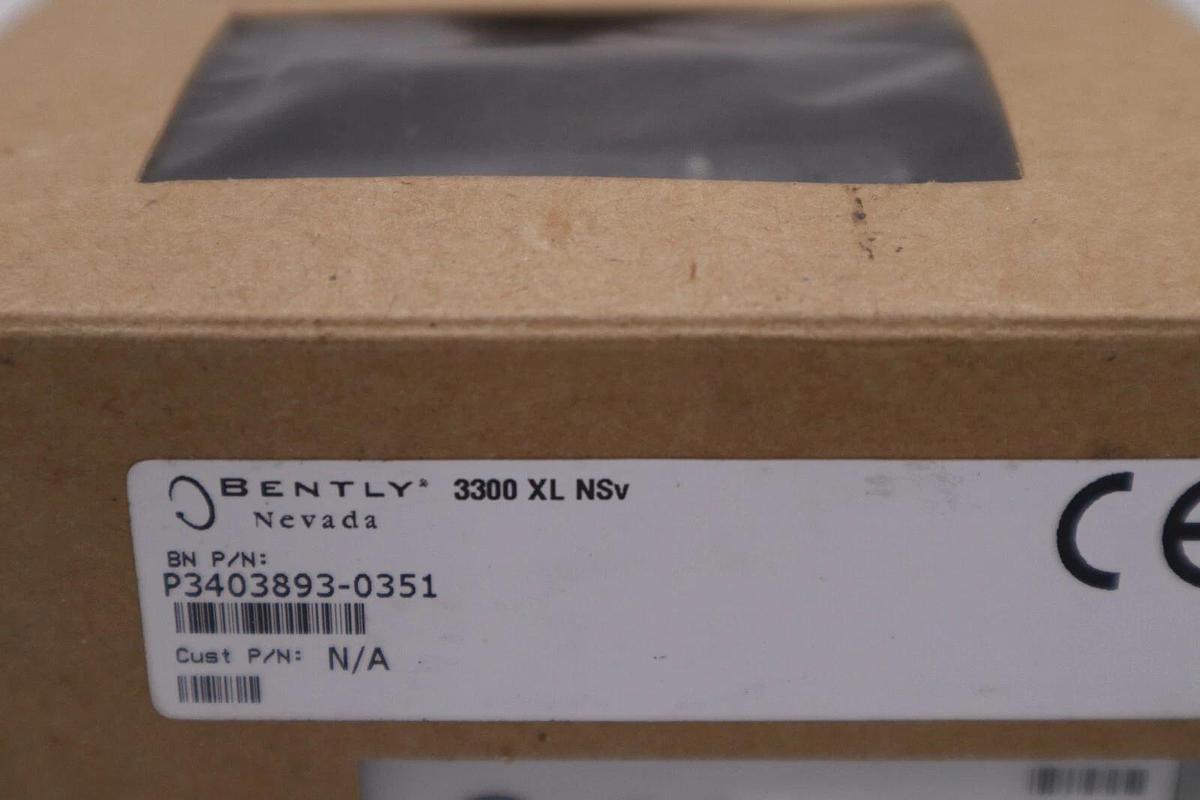 BENTLY® 3300 XL NSv
Nevada
BN P/N:
P3403893-0351
Cust P/N: N/A
CE